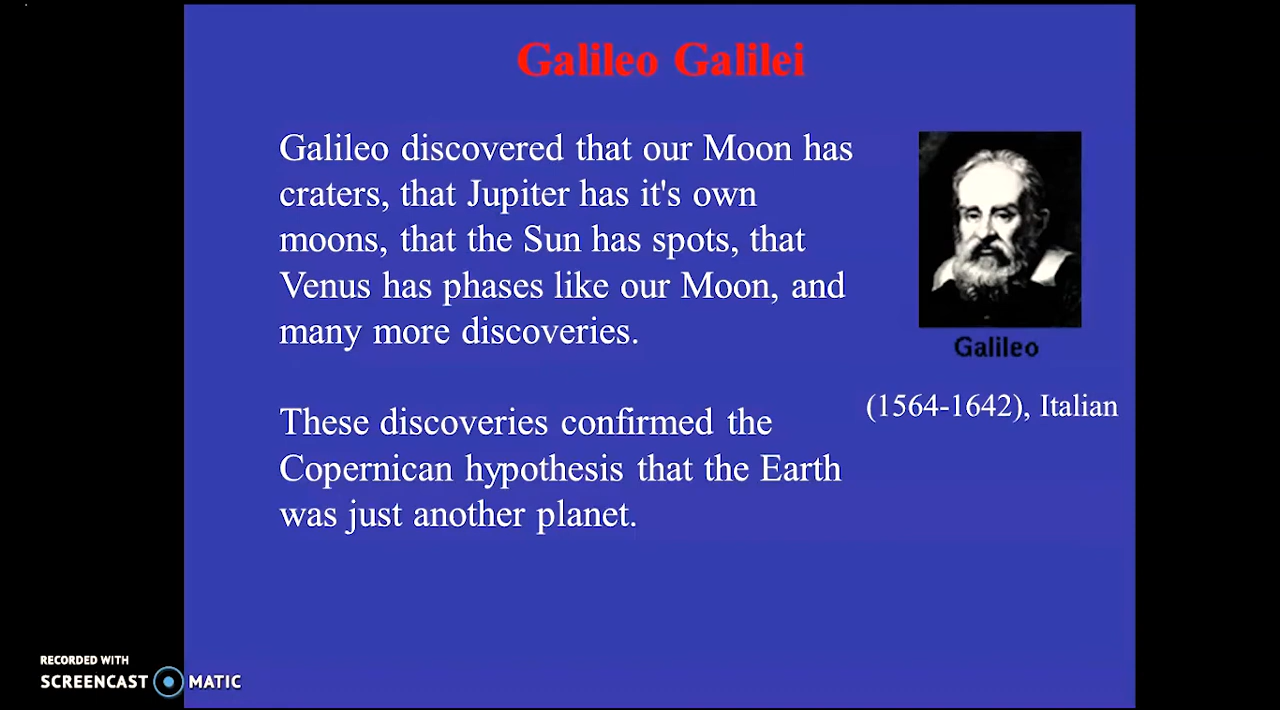 Galileo Galilei
Galileo discovered that our Moon has
craters, that Jupiter has it's own
moons, that the Sun has spots, that
Venus has phases like our Moon, and
many more discoveries.
These discoveries confirmed the
Copernican hypothesis that the Earth
was just another planet.
Galileo
(1564-1642), Italian
RECORDED WITH
SCREENCAST MATIC